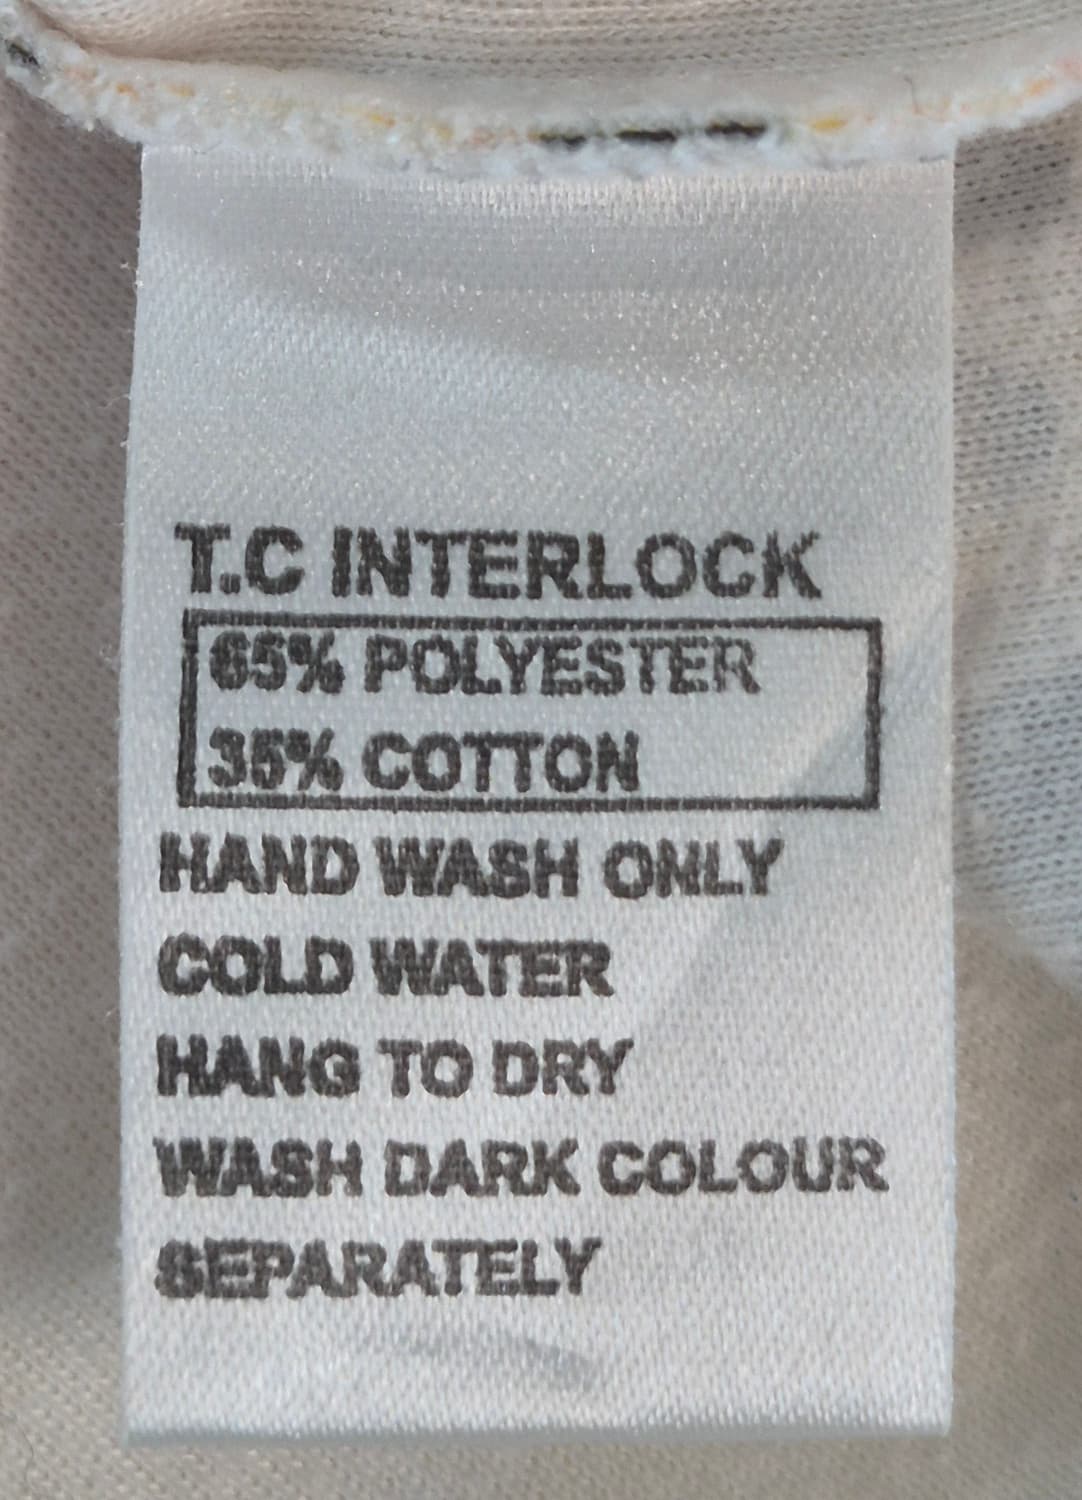 T.C INTERLOCK
65% POLYESTER
35% COTTON
HAND WASH ONLY
COLD WATER
HANG TO DRY
WASH DARK COLOUR
SEPARATELY